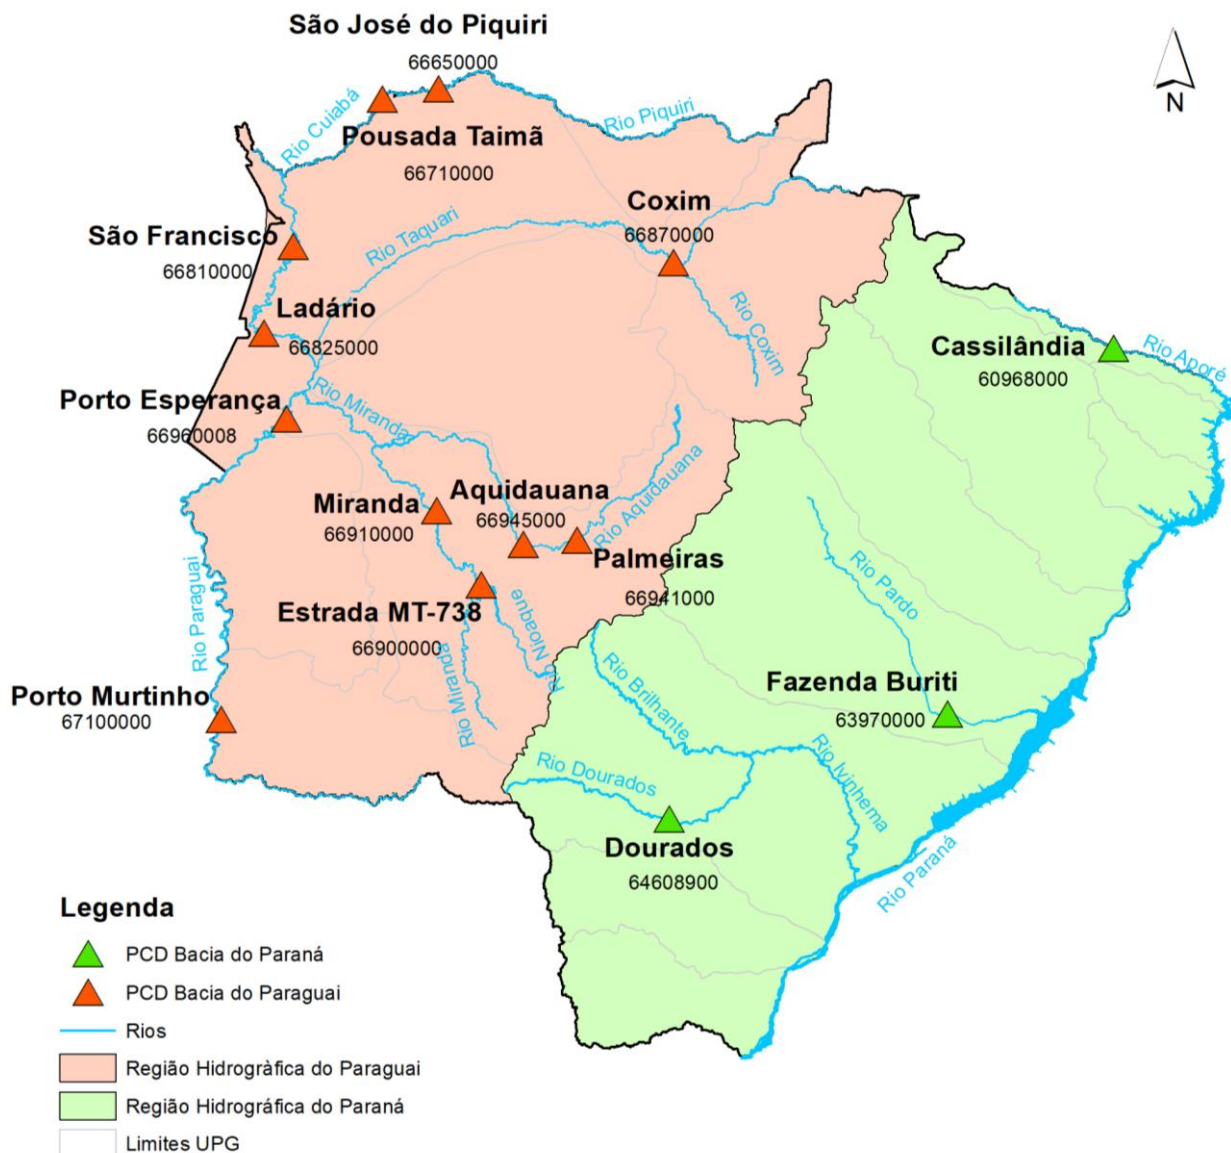 São José do Piquiri
66650000
N
Rio Cuiabá
Rio Piquiri
Pousada Taimã
66710000
Coxim
66870000
São Francisco
66810000
Rio Taquari
Ladário
66825000
Rio Coxim
Cassilândia
60968000
Rio Aporé
Porto Esperança
66960008
Rio Miranda
Miranda
66910000
Aquidauana
66945000
Rio Aquidauana
Palmeiras
66941000
Rio Paraguai
Estrada MT-738
66900000
Rio Nioaque
Rio Miranda
Rio Pardo
Porto Murtinho
67100000
Rio Brilhante
Fazenda Buriti
63970000
Rio Dourados
Rio Ivinhema
Dourados
64608900
Rio Paraná
Legenda
PCD Bacia do Paraná
PCD Bacia do Paraguai
Rios
Região Hidrogràfica do Paraguai
Região Hidrográfica do Paraná
Limites UPG